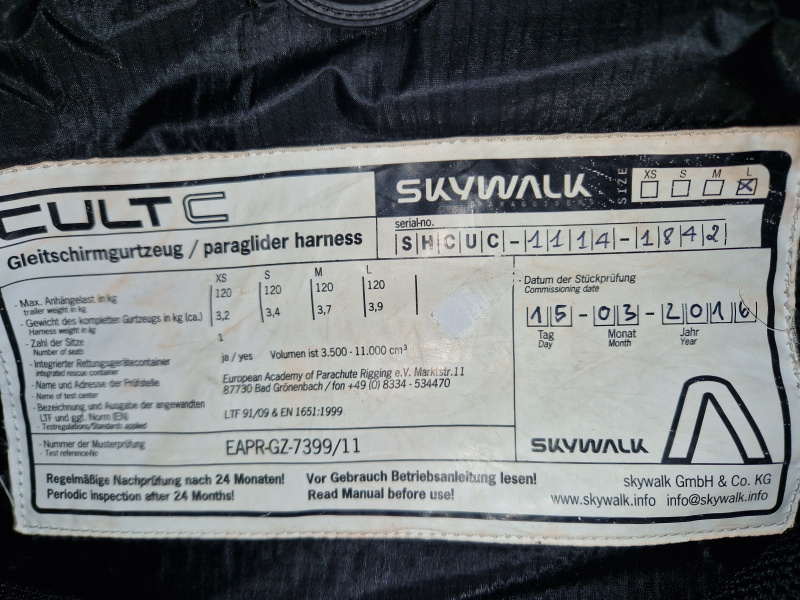 CULT C
Gleitschirmgurtzeug / paraglider harness
SKYWALK
PARAGLIDERS
SIZE XS S M L
serial-no.
SHCUC-1114-1842
XS S M L
- Max. Anhängelast in kg 120 120 120 120
trailer weight in kg
- Gewicht des kompletten Gurtzeugs in kg (ca.) 3,2 3,4 3,7 3,9
Harness weight in kg
- Zahl der Sitze 1
Number of seats
- Integrierter Rettungsgerätecontainer ja / yes Volumen ist 3.500 - 11.000 cm³
integrated rescue container
- Name und Adresse der Prüfstelle European Academy of Parachute Rigging e.V. Marktstr.11
- Name of test center 87730 Bad Grönenbach / fon +49 (0) 8334 - 534470
- Bezeichnung und Ausgabe der angewandten
LTF und ggl. Norm (EN) LTF 91/09 & EN 1651:1999
- Testregulations/Standards applied
- Nummer der Musterprüfung EAPR-GZ-7399/11
- Test reference-No
- Datum der Stückprüfung
Commissioning date
15-03-2016
Tag Monat Jahr
Day Month Year
SKYWALK
Regelmäßige Nachprüfung nach 24 Monaten! Vor Gebrauch Betriebsanleitung lesen!
Periodic inspection after 24 Months! Read Manual before use!
skywalk GmbH & Co. KG
www.skywalk.info info@skywalk.info